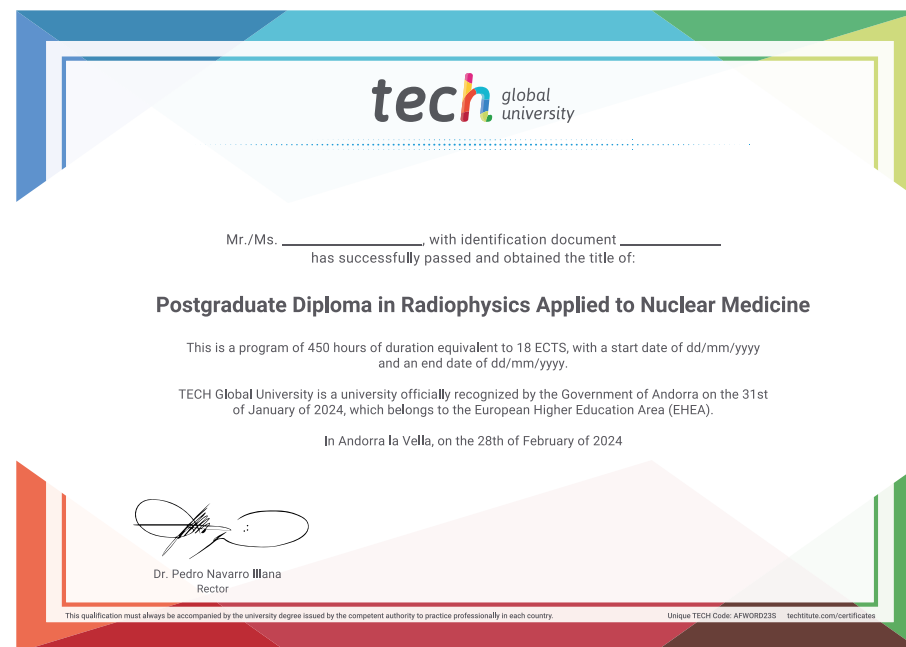 tech global university
Mr./Ms. ____________________, with identification document ______________
has successfully passed and obtained the title of:
Postgraduate Diploma in Radiophysics Applied to Nuclear Medicine
This is a program of 450 hours of duration equivalent to 18 ECTS, with a start date of dd/mm/yyyy
and an end date of dd/mm/yyyy.
TECH Global University is a university officially recognized by the Government of Andorra on the 31st
of January of 2024, which belongs to the European Higher Education Area (EHEA).
In Andorra la Vella, on the 28th of February of 2024
Dr. Pedro Navarro Illana
Rector
This qualification must always be accompanied by the university degree issued by the competent authority to practice professionally in each country.
Unique TECH Code: AFWORD23S techtitute.com/certificates